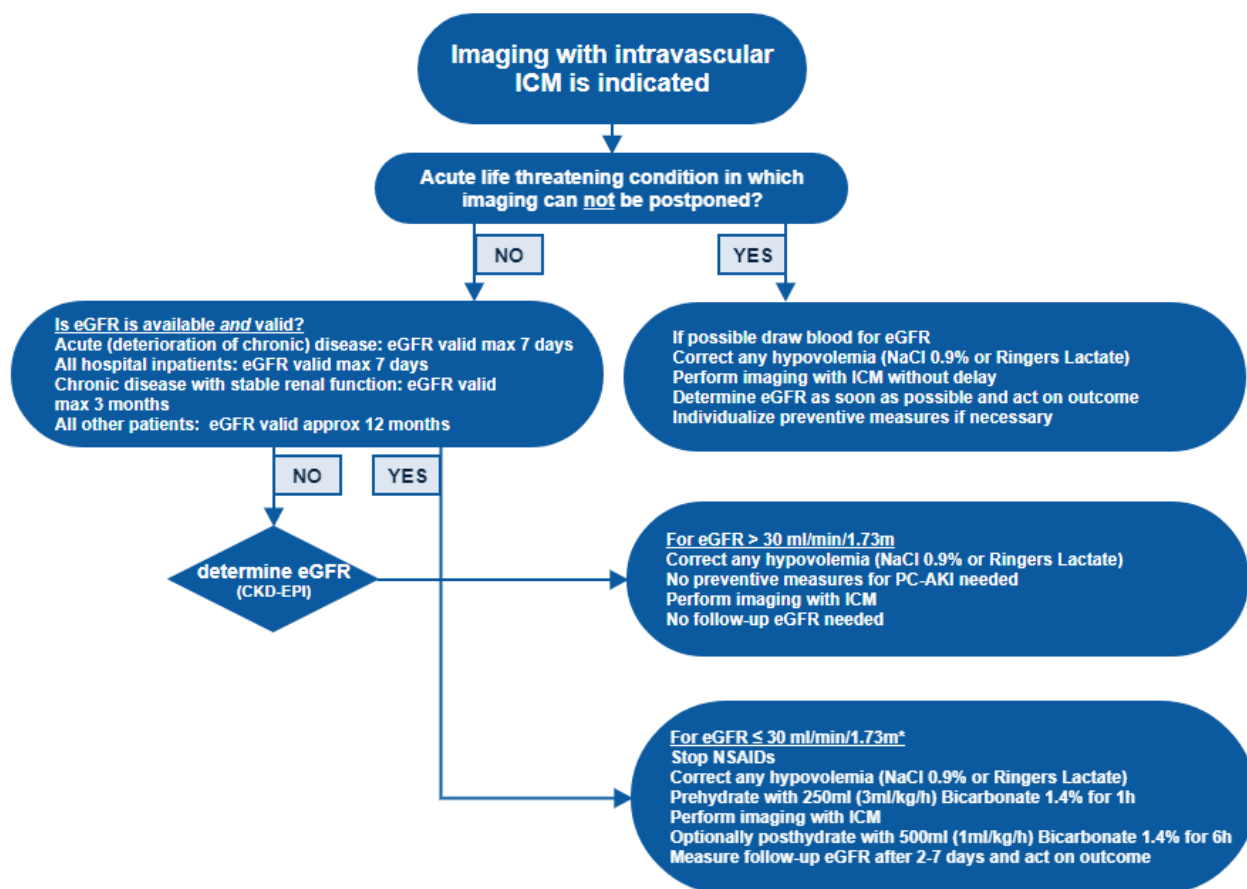 Imaging with intravascular
ICM is indicated
Acute life threatening condition in which
imaging can not be postponed?
NO
YES
Is eGFR is available and valid?
Acute (deterioration of chronic) disease: eGFR valid max 7 days
All hospital inpatients: eGFR valid max 7 days
Chronic disease with stable renal function: eGFR valid
max 3 months
All other patients: eGFR valid approx 12 months
If possible draw blood for eGFR
Correct any hypovolemia (NaCl 0.9% or Ringers Lactate)
Perform imaging with ICM without delay
Determine eGFR as soon as possible and act on outcome
Individualize preventive measures if necessary
NO
YES
determine eGFR
(CKD-EPI)
For eGFR > 30 ml/min/1.73m
Correct any hypovolemia (NaCl 0.9% or Ringers Lactate)
No preventive measures for PC-AKI needed
Perform imaging with ICM
No follow-up eGFR needed
For eGFR ≤ 30 ml/min/1.73m*
Stop NSAIDs
Correct any hypovolemia (NaCl 0.9% or Ringers Lactate)
Prehydrate with 250ml (3ml/kg/h) Bicarbonate 1.4% for 1h
Perform imaging with ICM
Optionally posthydrate with 500ml (1ml/kg/h) Bicarbonate 1.4% for 6h
Measure follow-up eGFR after 2-7 days and act on outcome